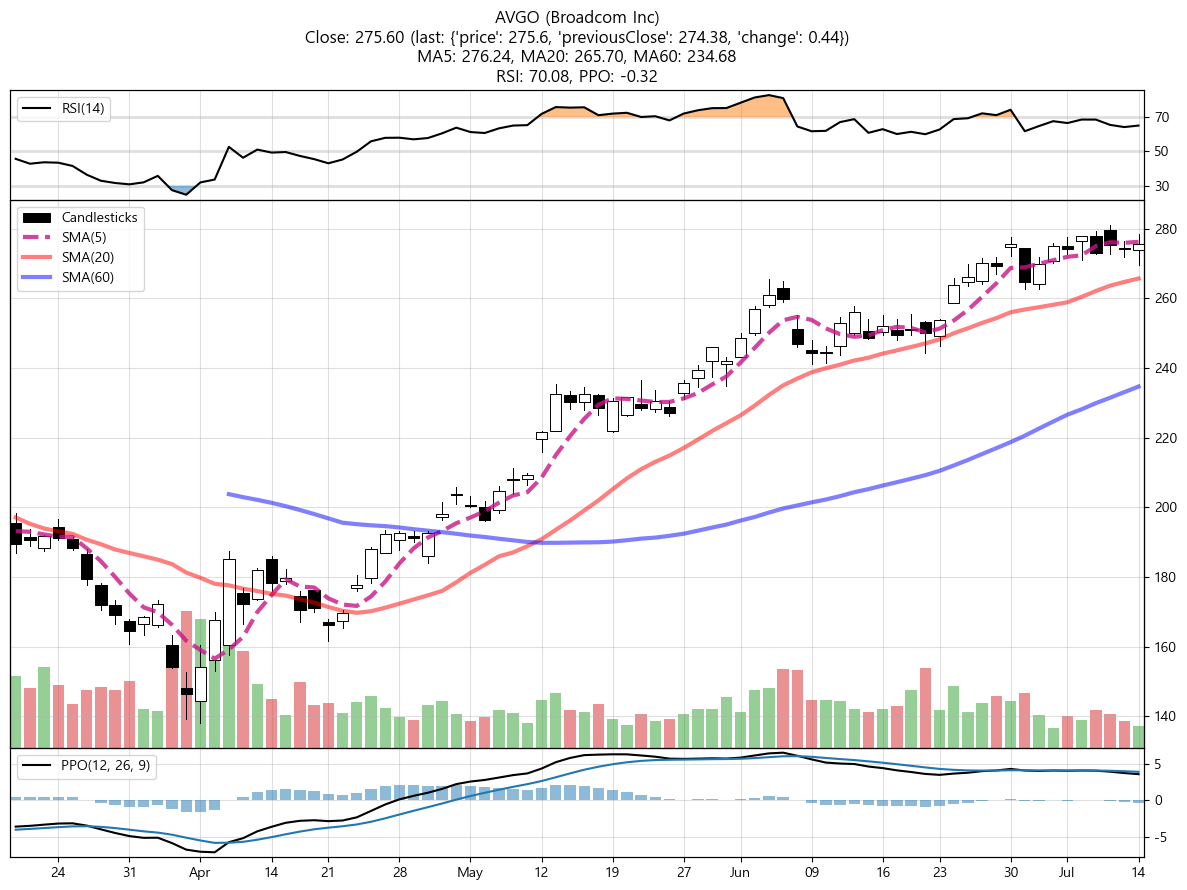 AVGO (Broadcom Inc)
Close: 275.60 (last: {'price': 275.6, 'previousClose': 274.38, 'change': 0.44})
MA5: 276.24, MA20: 265.70, MA60: 234.68
RSI: 70.08, PPO: -0.32
RSI(14)
70
50
30
Candlesticks
SMA(5)
SMA(20)
SMA(60)
280
260
240
220
200
180
160
140
PPO(12, 26, 9)
5
0
-5
24 31 Apr 14 21 28 May 12 19 27 Jun 09 16 23 30 Jul 14